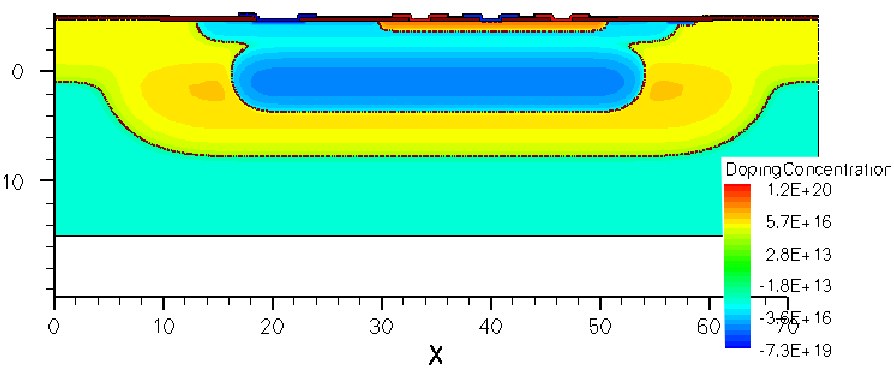 0
10
0
10
20
30
40
50
60
70
X
DopingConcentration
1.2E+20
5.7E+16
2.8E+13
-1.8E+13
-3.6E+16
-7.3E+19